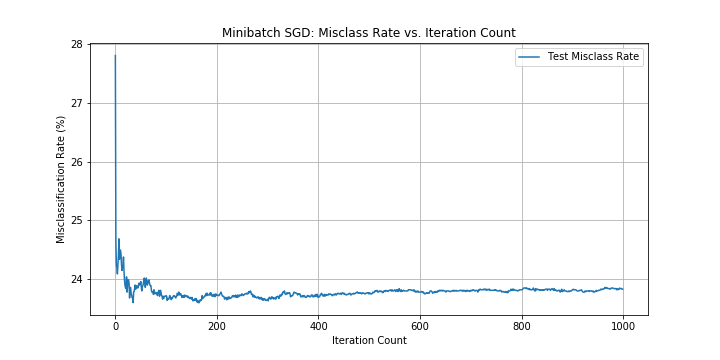 Minibatch SGD: Misclass Rate vs. Iteration Count
Test Misclass Rate
Misclassification Rate (%)
28
27
26
25
24
0 200 400 600 800 1000
Iteration Count